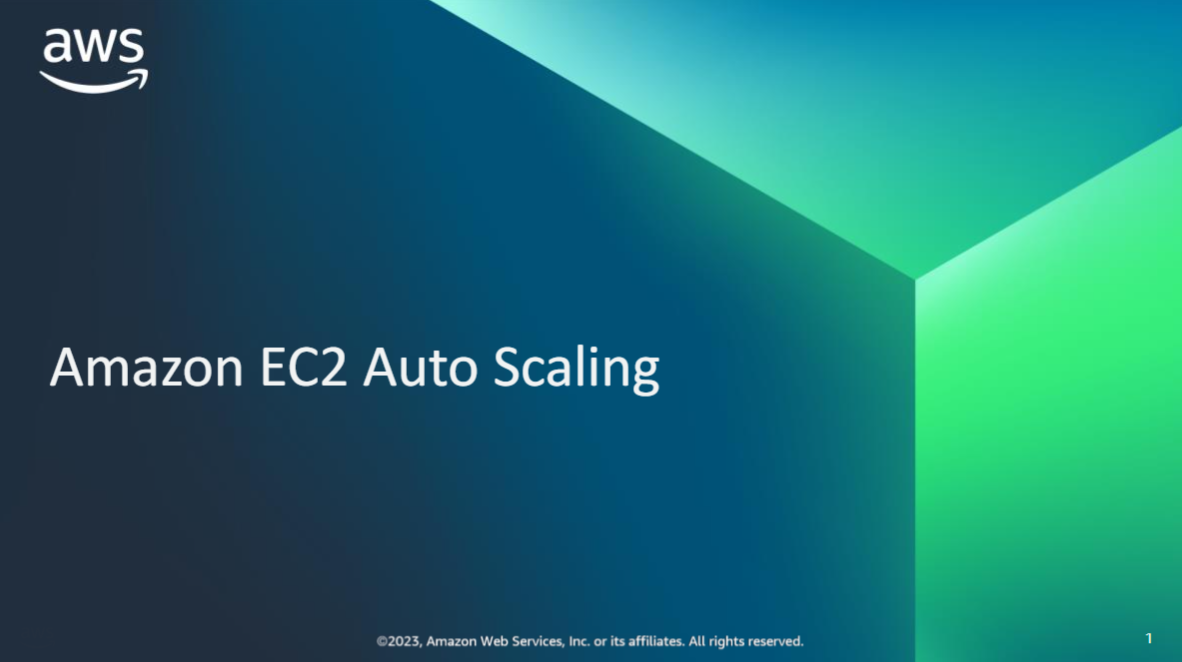 aws
Amazon EC2 Auto Scaling
©2023, Amazon Web Services, Inc. or its affiliates. All rights reserved.
1